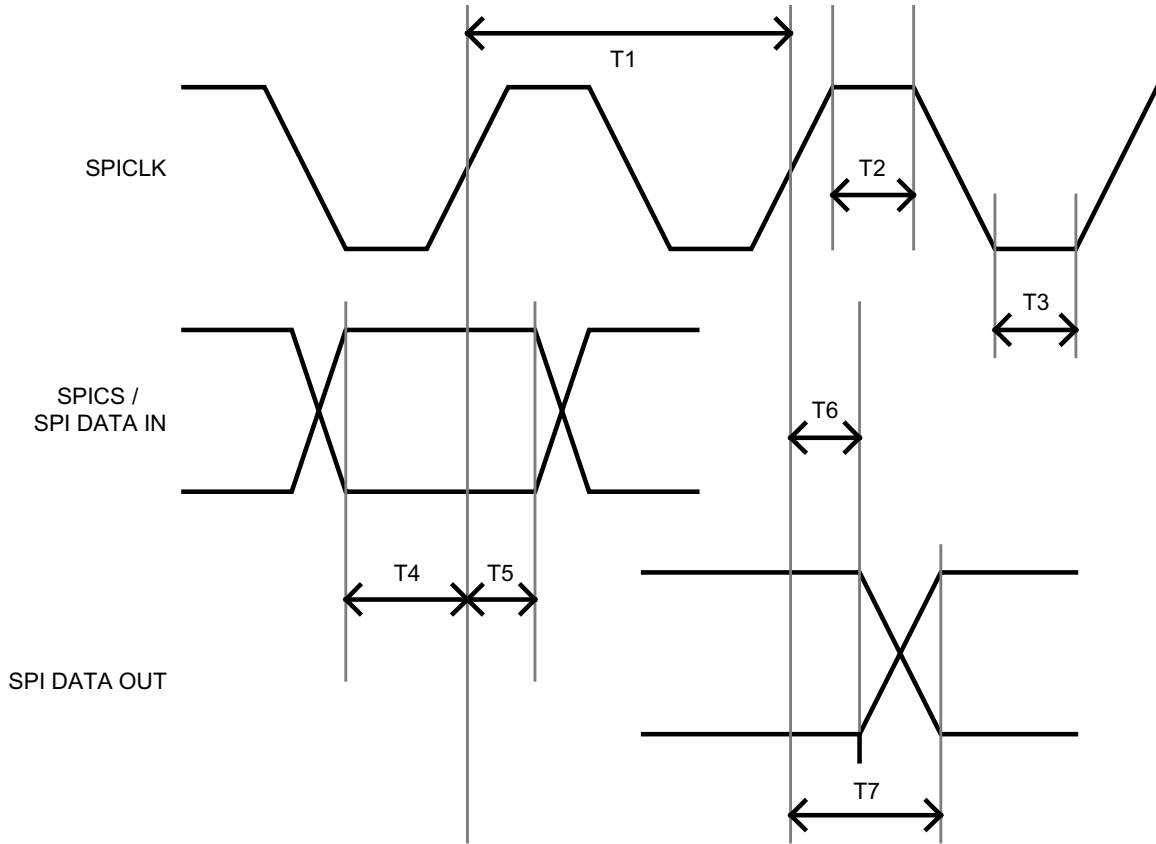 T1
SPICLK
T2
T3
SPICS /
SPI DATA IN
T6
T4
T5
SPI DATA OUT
T7